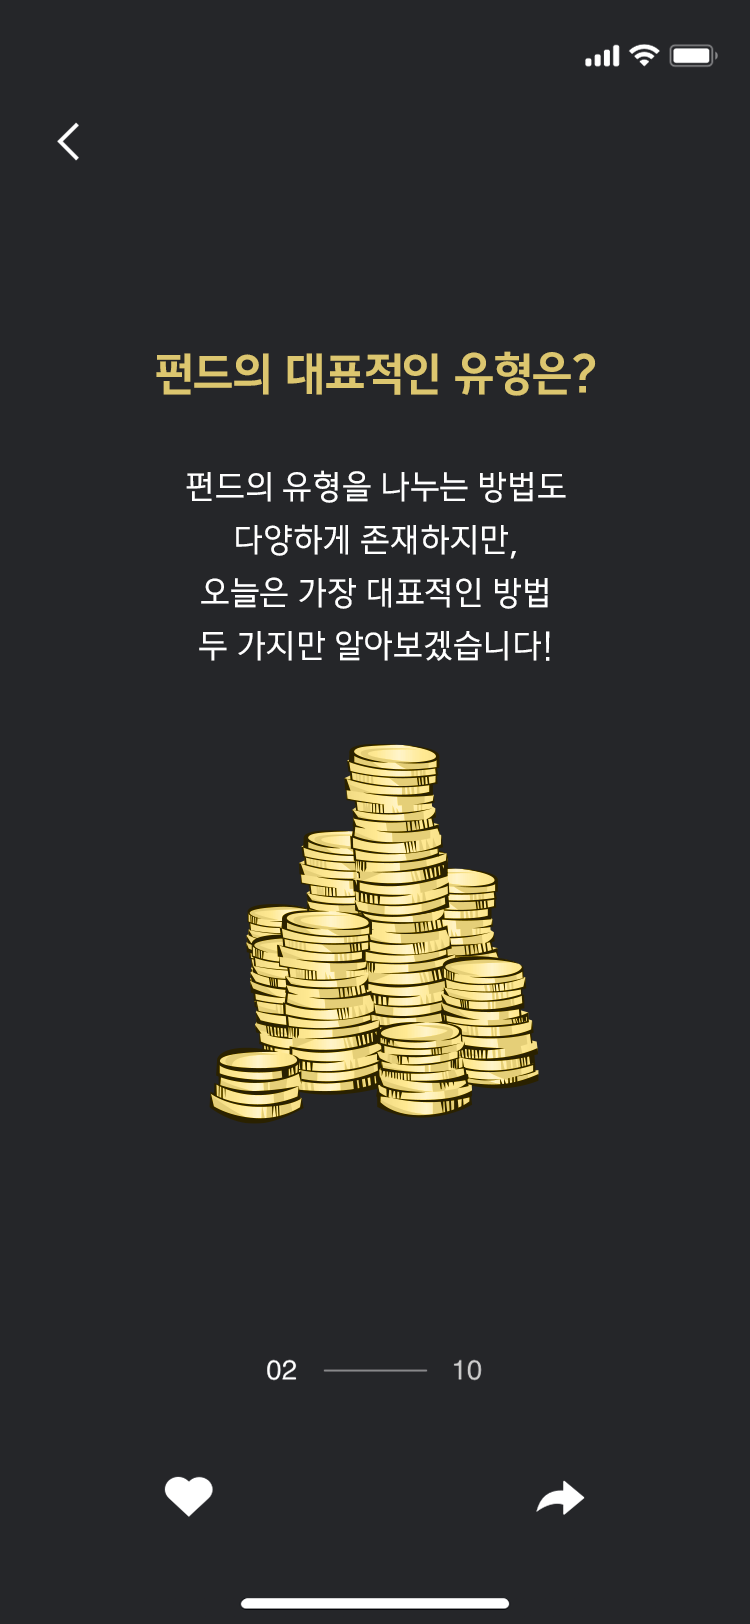 펀드의 대표적인 유형은?
펀드의 유형을 나누는 방법도
다양하게 존재하지만,
오늘은 가장 대표적인 방법
두 가지만 알아보겠습니다!
02 10